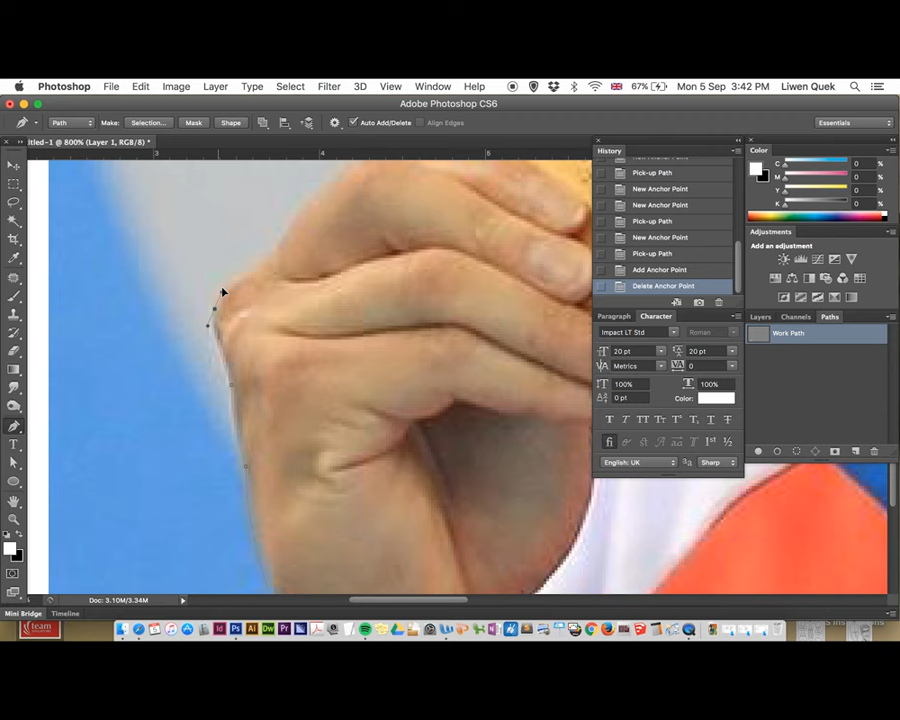 Photoshop File Edit Image Layer Type Select Filter 3D View Window Help 67% Mon 5 Sep 3:42 PM Liwen Quek
Adobe Photoshop CS6
Path Make: Selection... Mask Shape Auto Add/Delete Align Edges Essentials
ntitled-1 @ 800% (Layer 1, RGB/8) *
3 4 5
History
Pick-up Path
New Anchor Point
New Anchor Point
Pick-up Path
New Anchor Point
Pick-up Path
Add Anchor Point
Delete Anchor Point
Paragraph Character
Impact LT Std Roman
20 pt 20 pt
Metrics 0
100% 100%
0 pt Color:
English: UK Sharp
Color
C 0 %
M 0 %
Y 0 %
K 0 %
Adjustments
Add an adjustment
Layers Channels Paths
Work Path
Doc: 3.10M/3.34M
Mini Bridge Timeline
team